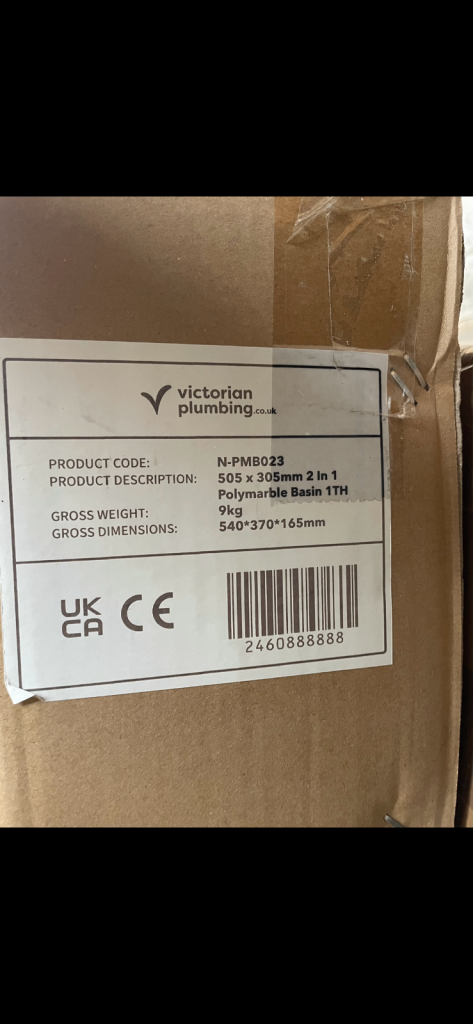 victorian
plumbing.co.uk
PRODUCT CODE: N-PMB023
PRODUCT DESCRIPTION: 505 x 305mm 2 In 1
Polymarble Basin 1TH
GROSS WEIGHT: 9kg
GROSS DIMENSIONS: 540*370*165mm
UK
CA CE
2460888888